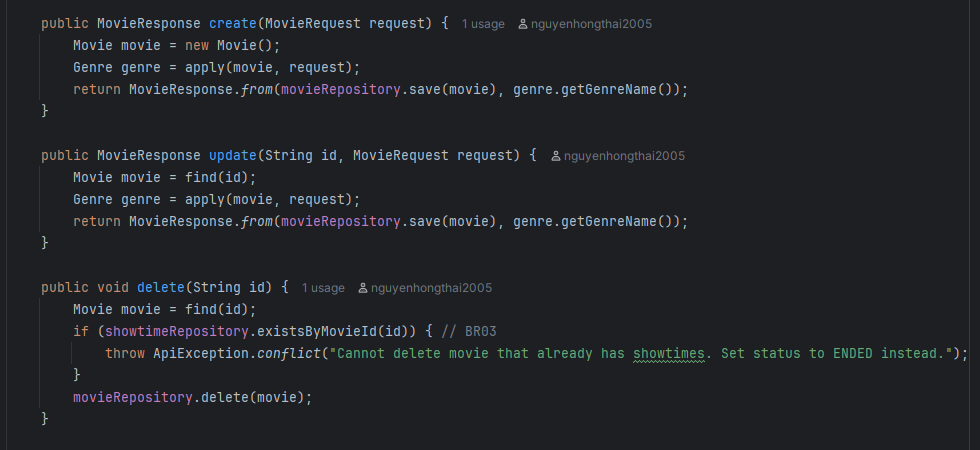 public MovieResponse create(MovieRequest request) { 1 usage nguyenhongthai2005
Movie movie = new Movie();
Genre genre = apply(movie, request);
return MovieResponse.from(movieRepository.save(movie), genre.getGenreName());
}
public MovieResponse update(String id, MovieRequest request) { nguyenhongthai2005
Movie movie = find(id);
Genre genre = apply(movie, request);
return MovieResponse.from(movieRepository.save(movie), genre.getGenreName());
}
public void delete(String id) { 1 usage nguyenhongthai2005
Movie movie = find(id);
if (showtimeRepository.existsByMovieId(id)) { // BR03
throw ApiException.conflict("Cannot delete movie that already has showtimes. Set status to ENDED instead.");
}
movieRepository.delete(movie);
}